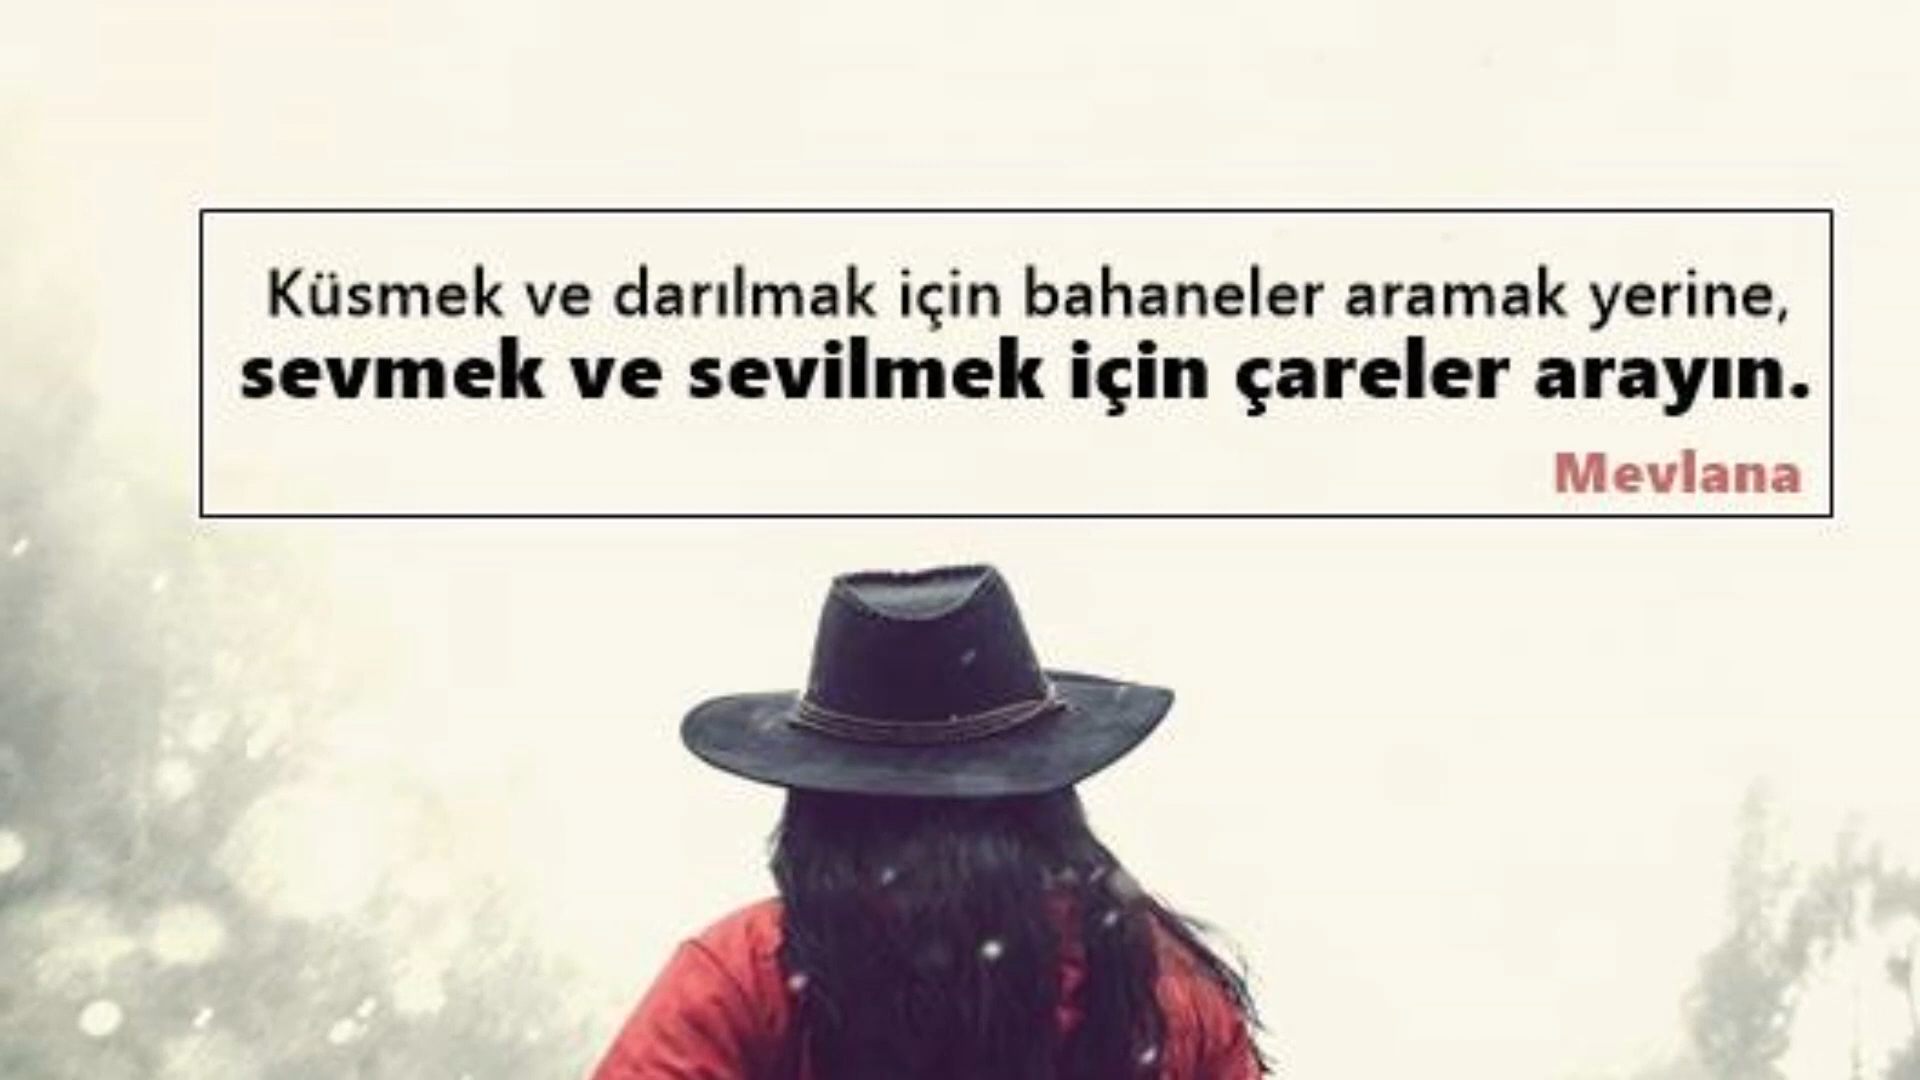 Küsmek ve darılmak için bahaneler aramak yerine,
sevmek ve sevilmek için çareler arayın.
Mevlana